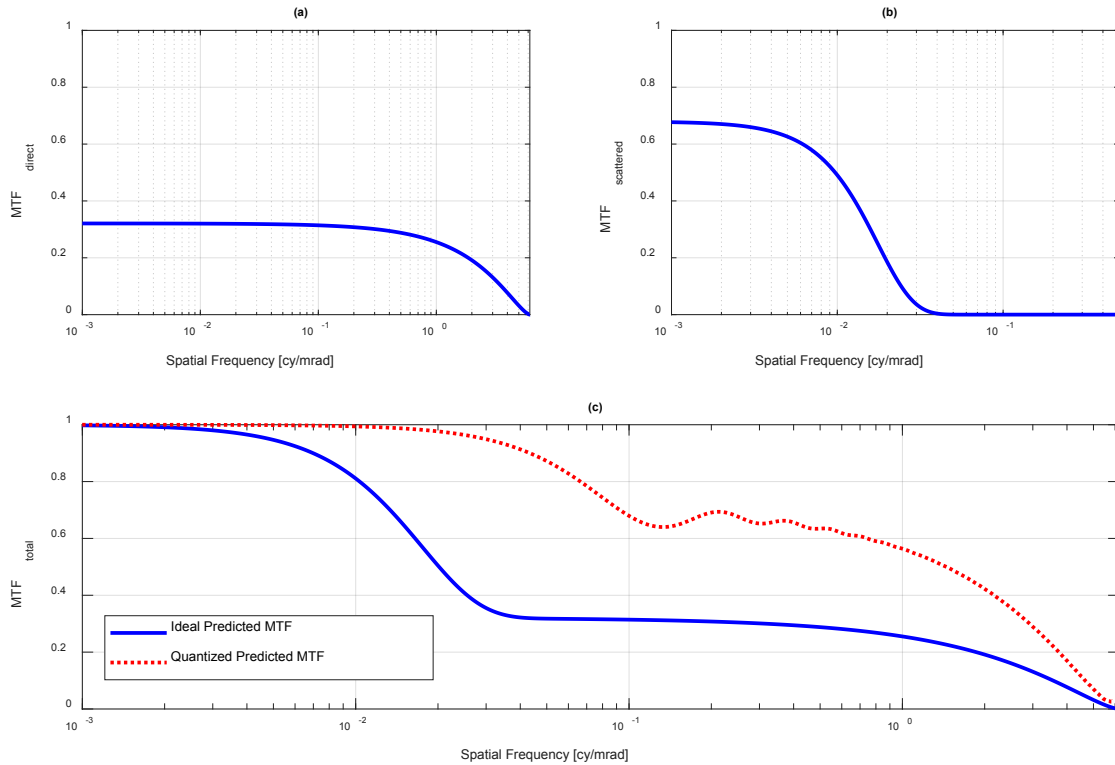 (a)
1
0.8
0.6
0.4
0.2
0
MTF direct
10 -3
10 -2
10 -1
10 0
Spatial Frequency [cy/mrad]
(b)
1
0.8
0.6
0.4
0.2
0
MTF scattered
10 -3
10 -2
10 -1
Spatial Frequency [cy/mrad]
(c)
1
0.8
0.6
0.4
0.2
0
MTF total
Ideal Predicted MTF
Quantized Predicted MTF
10 -3
10 -2
10 -1
10 0
Spatial Frequency [cy/mrad]